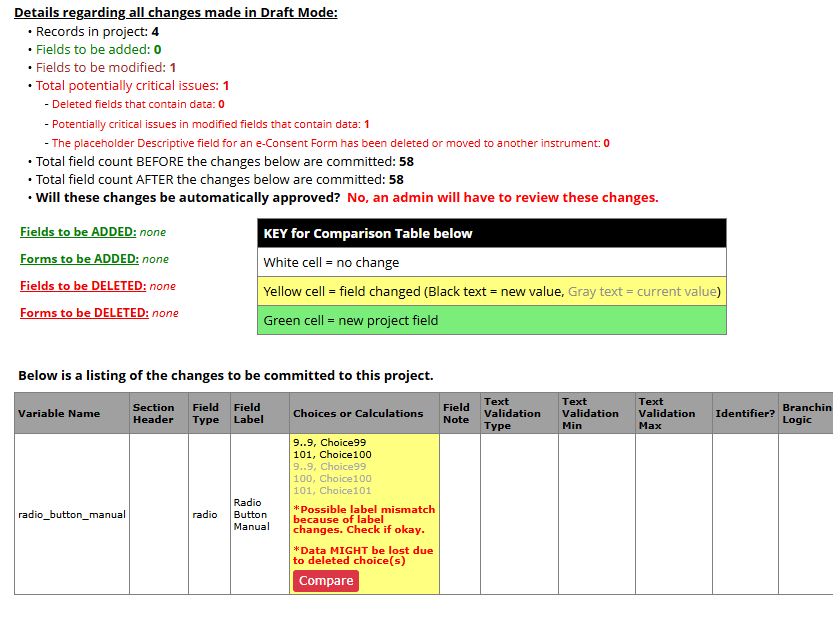 Details regarding all changes made in Draft Mode:
• Records in project: 4
• Fields to be added: 0
• Fields to be modified: 1
• Total potentially critical issues: 1
- Deleted fields that contain data: 0
- Potentially critical issues in modified fields that contain data: 1
- The placeholder Descriptive field for an e-Consent Form has been deleted or moved to another instrument: 0
• Total field count BEFORE the changes below are committed: 58
• Total field count AFTER the changes below are committed: 58
• Will these changes be automatically approved? No, an admin will have to review these changes.
Fields to be ADDED: none
Forms to be ADDED: none
Fields to be DELETED: none
Forms to be DELETED: none
KEY for Comparison Table below
White cell = no change
Yellow cell = field changed (Black text = new value, Gray text = current value)
Green cell = new project field
Below is a listing of the changes to be committed to this project.
Variable Name
Section
Header
Field
Type
Field
Label
Choices or Calculations
Field
Note
Text
Validation
Type
Text
Validation
Min
Text
Validation
Max
Identifier?
Branchin
Logic
radio_button_manual
radio
Radio
Button
Manual
9..9, Choice99
101, Choice100
9..9, Choice99
100, Choice100
101, Choice101
*Possible label mismatch
because of label
changes. Check if okay.
*Data MIGHT be lost due
to deleted choice(s)
Compare